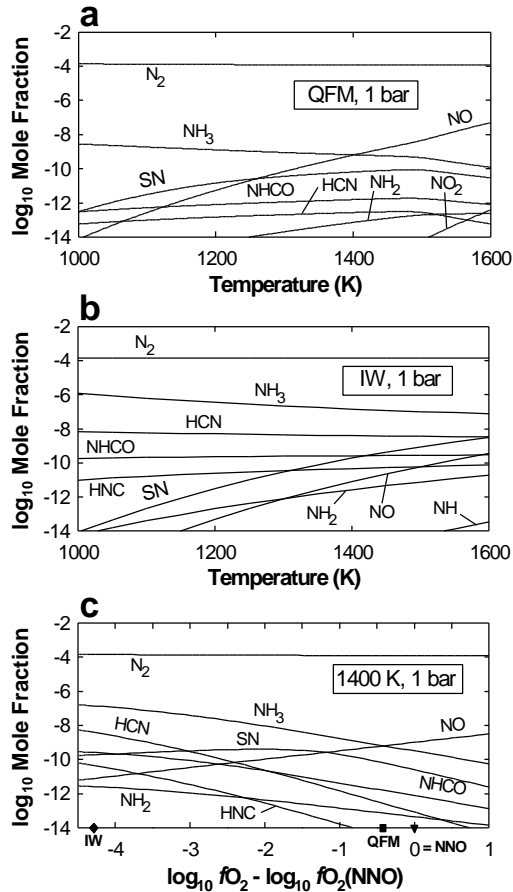 a
-2
-4
-6
-8
-10
-12
-14
log₁₀ Mole Fraction
N₂
QFM, 1 bar
NO
NH₃
SN
NHCO
HCN
NH₂
NO₂
1000
1200
1400
1600
Temperature (K)
b
-2
-4
-6
-8
-10
-12
-14
log₁₀ Mole Fraction
N₂
IW, 1 bar
NH₃
HCN
NHCO
HNC
SN
NH₂
NO
NH
1000
1200
1400
1600
Temperature (K)
c
-2
-4
-6
-8
-10
-12
-14
log₁₀ Mole Fraction
N₂
1400 K, 1 bar
NH₃
HCN
SN
NO
NHCO
NH₂
HNC
IW
QFM
-4
-3
-2
-1
0 = NNO
1
log₁₀ fO₂ - log₁₀ fO₂(NNO)